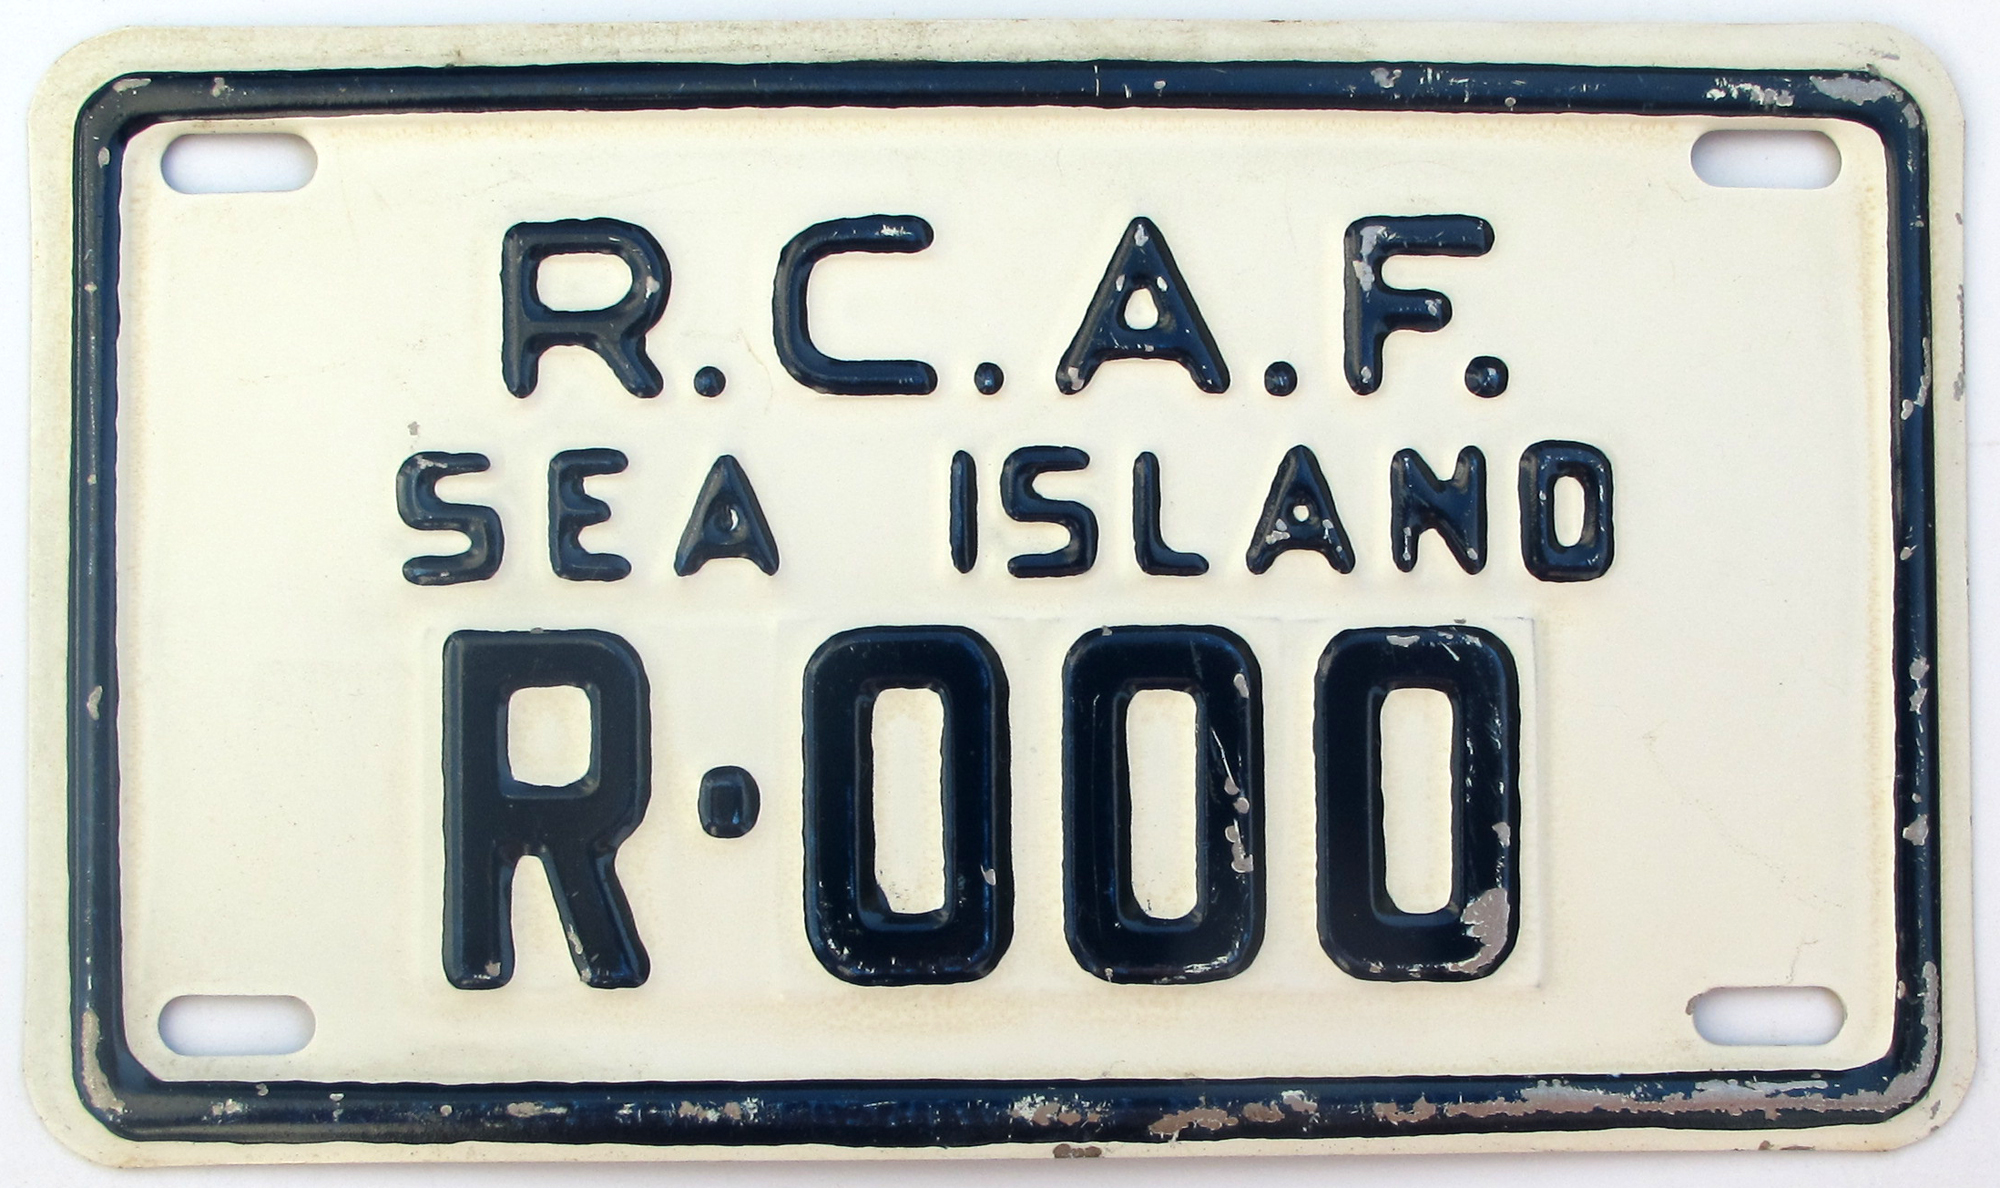 R.C.A.F.
SEA ISLAND
R·000